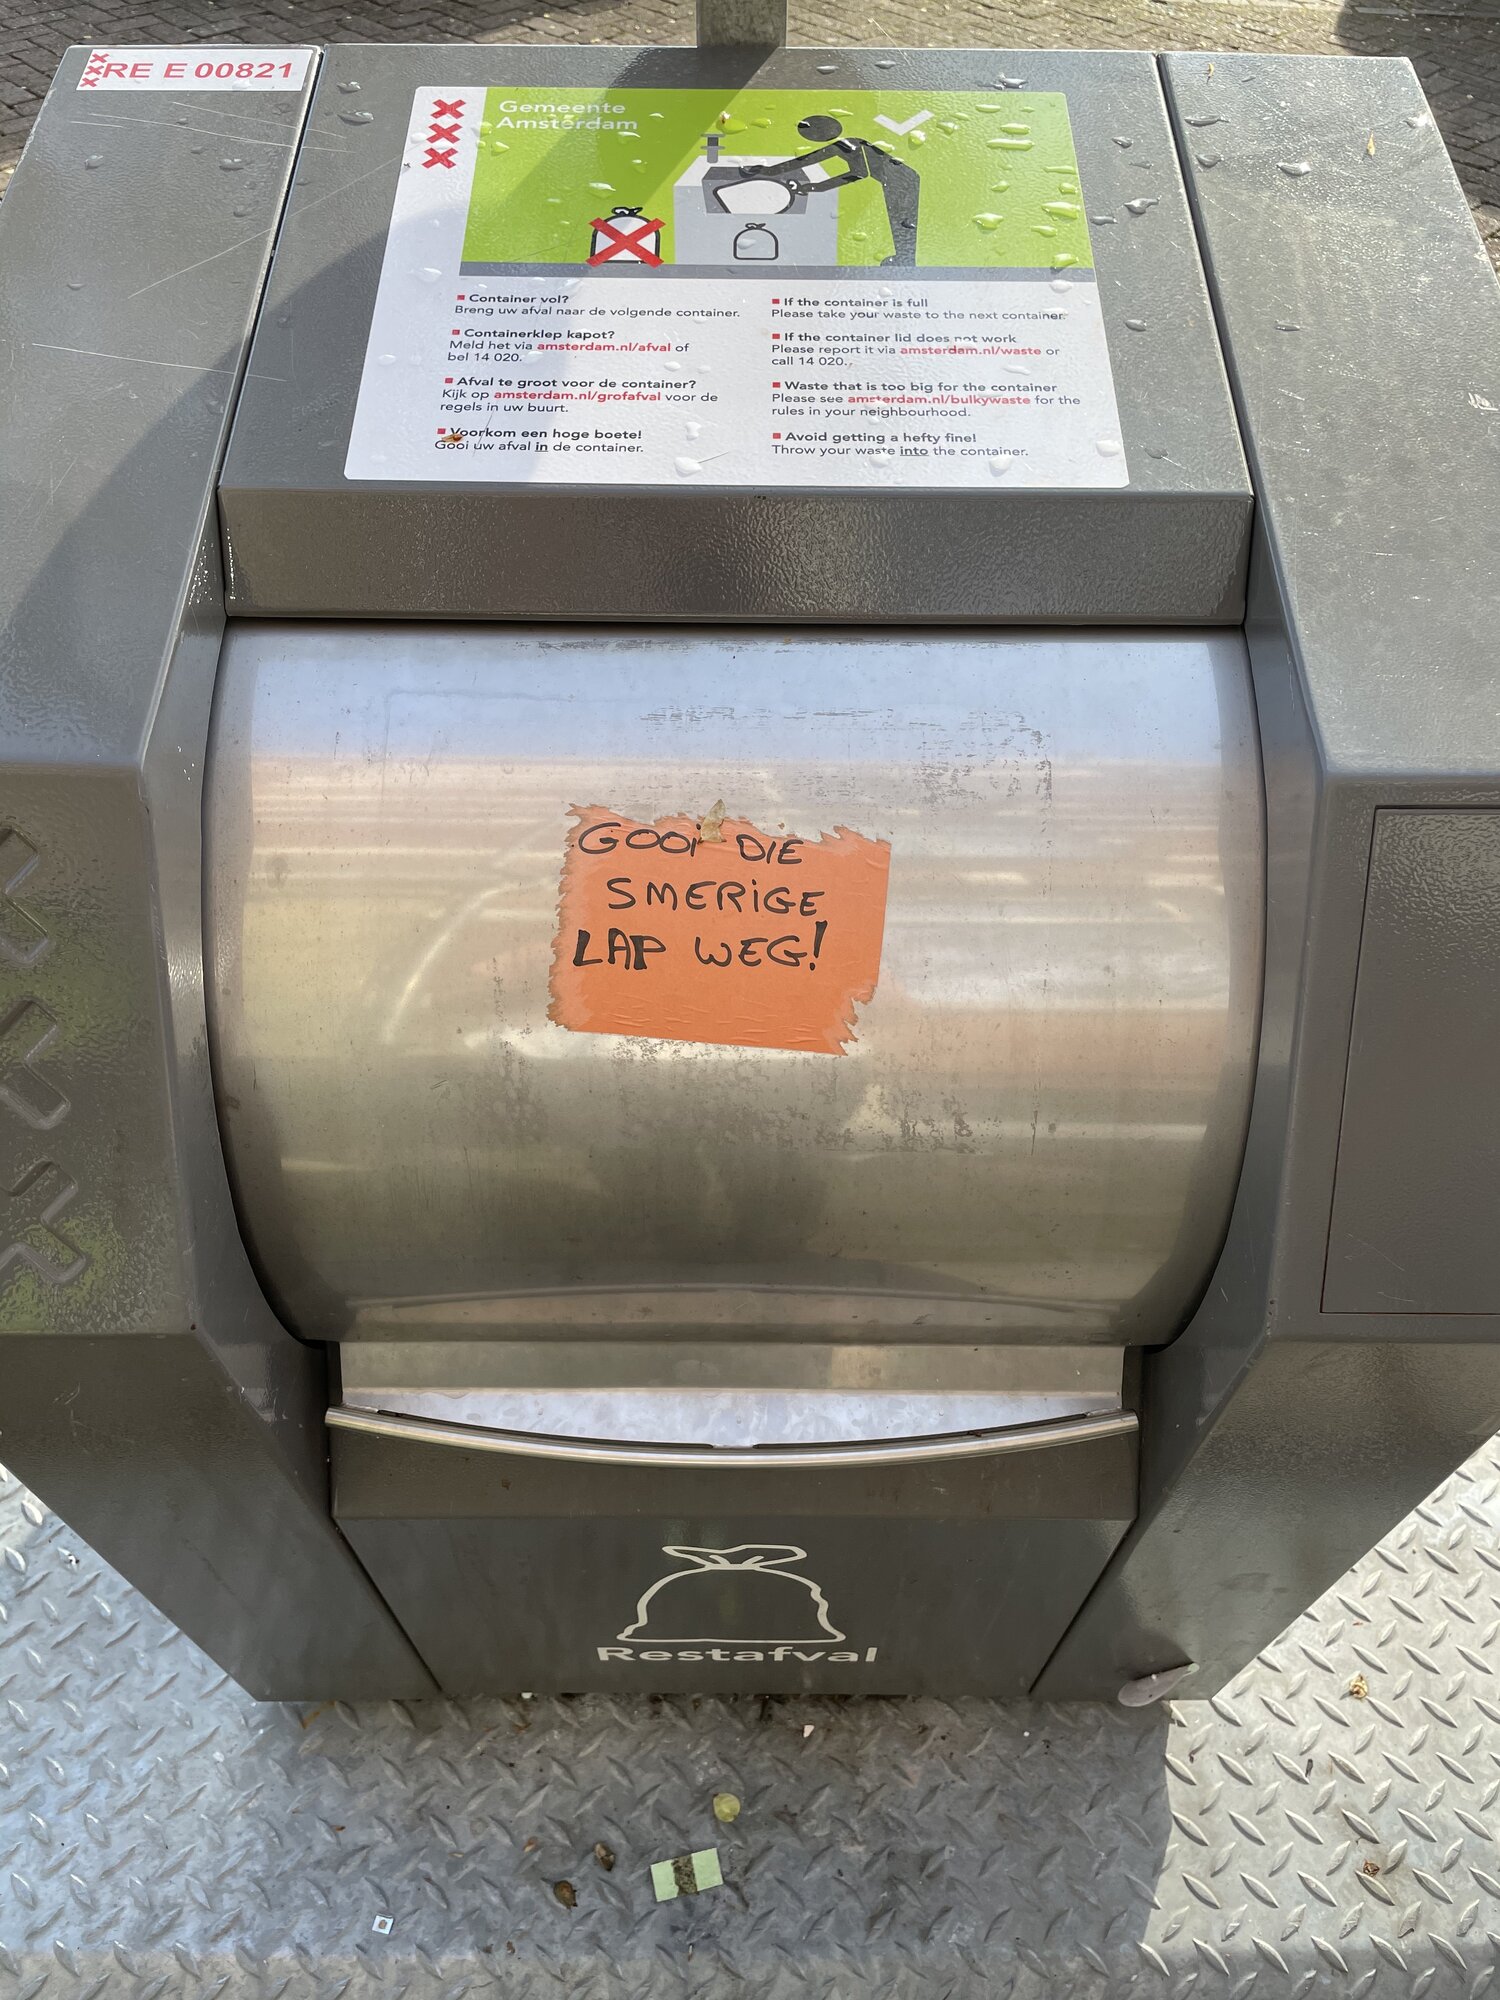 RE E 00821
Gemeente
Amsterdam
Container vol?
Breng uw afval naar de volgende container.
Containerklep kapot?
Meld het via amsterdam.nl/afval of
bel 14 020.
Afval te groot voor de container?
Kijk op amsterdam.nl/grofafval voor de
regels in uw buurt.
Voorkom een hoge boete!
Gooi uw afval in de container.
If the container is full
Please take your waste to the next container.
If the container lid does not work
Please report it via amsterdam.nl/waste or
call 14 020.
Waste that is too big for the container
Please see amsterdam.nl/bulkywaste for the
rules in your neighbourhood.
Avoid getting a hefty fine!
Throw your waste into the container.
GOOi DIE
SMERiGE
LAP WEG!
Restafval